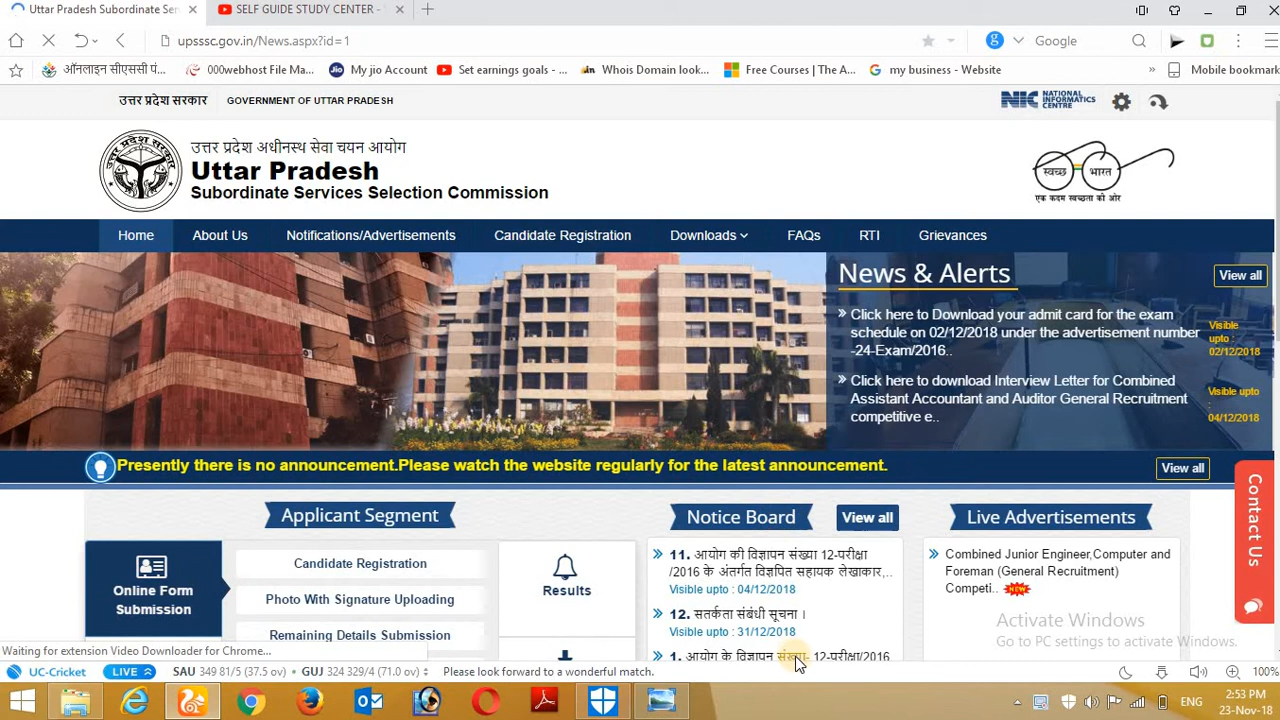 Uttar Pradesh Subordinate Ser
SELF GUIDE STUDY CENTER -
upsssc.gov.in/News.aspx?id=1
Google
ऑनलाइन सीएससी पं...
000webhost File Ma...
My jio Account
Set earnings goals - ...
Whois Domain look...
Free Courses | The A...
my business - Website
Mobile bookmark
उत्तर प्रदेश सरकार
GOVERNMENT OF UTTAR PRADESH
NIC NATIONAL INFORMATICS CENTRE
उत्तर प्रदेश अधीनस्थ सेवा चयन आयोग
Uttar Pradesh
Subordinate Services Selection Commission
स्वच्छ भारत
एक कदम स्वच्छता की ओर
Home
About Us
Notifications/Advertisements
Candidate Registration
Downloads
FAQs
RTI
Grievances
News & Alerts
View all
Click here to Download your admit card for the exam
schedule on 02/12/2018 under the advertisement number
-24-Exam/2016..
Visible
upto :
02/12/2018
Click here to download Interview Letter for Combined
Assistant Accountant and Auditor General Recruitment
competitive e..
Visible upto
:
04/12/2018
Presently there is no announcement.Please watch the website regularly for the latest announcement.
View all
Applicant Segment
Online Form
Submission
Candidate Registration
Photo With Signature Uploading
Remaining Details Submission
Results
Notice Board
View all
11. आयोग की विज्ञापन संख्या 12-परीक्षा
/2016 के अंतर्गत विज्ञपित सहायक लेखाकार,..
Visible upto : 04/12/2018
12. सतर्कता संबंधी सूचना ।
Visible upto : 31/12/2018
1. आयोग के विज्ञापन संख्या- 12-परीक्षा/2016
Live Advertisements
Combined Junior Engineer,Computer and
Foreman (General Recruitment)
Competi.. NEW
Contact Us
Activate Windows
Go to PC settings to activate Windows.
Waiting for extension Video Downloader for Chrome...
UC-Cricket
LIVE
SAU 349 81/5 (37.5 ov)
GUJ 324 329/4 (71.0 ov)
Please look forward to a wonderful match.
100%
ENG
2:53 PM
23-Nov-18